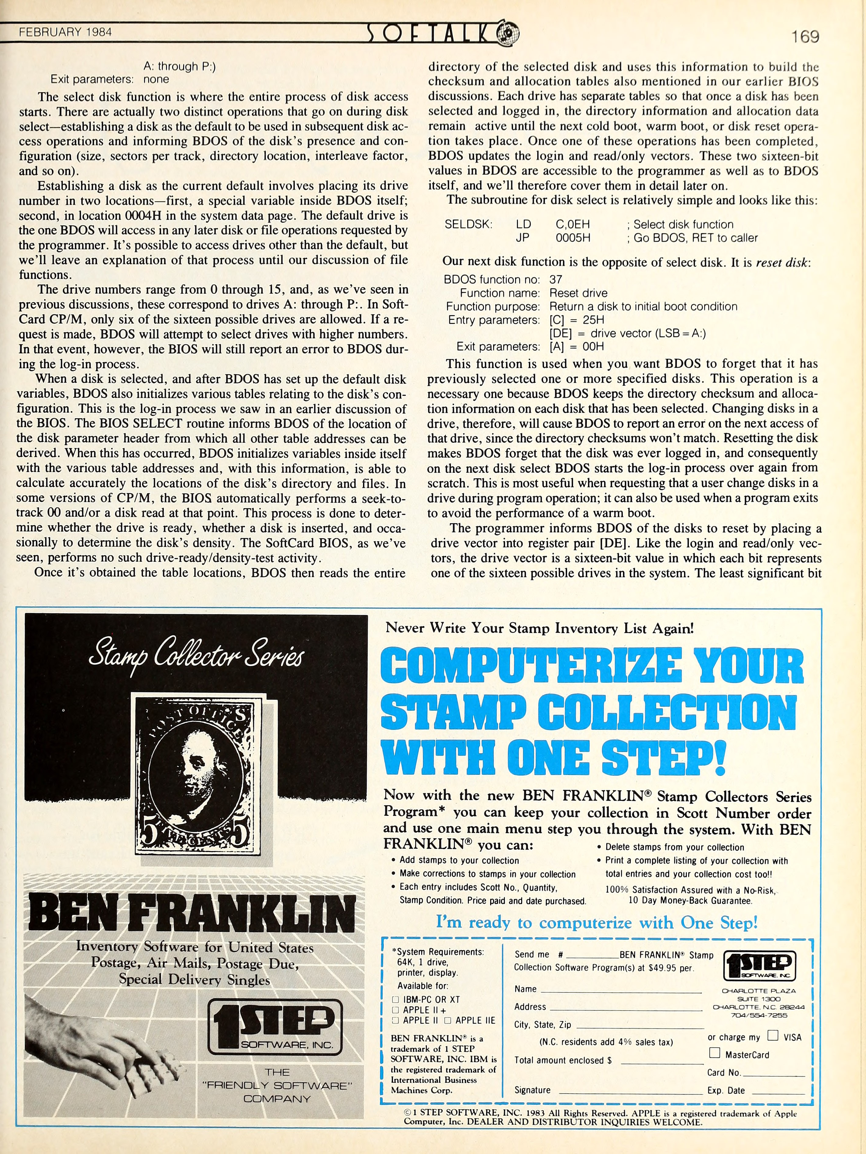 FEBRUARY 1984
SOFTALK
169
A: through P:)
Exit parameters: none
The select disk function is where the entire process of disk access
starts. There are actually two distinct operations that go on during disk
select—establishing a disk as the default to be used in subsequent disk ac-
cess operations and informing BDOS of the disk's presence and con-
figuration (size, sectors per track, directory location, interleave factor,
and so on).
Establishing a disk as the current default involves placing its drive
number in two locations—first, a special variable inside BDOS itself;
second, in location 0004H in the system data page. The default drive is
the one BDOS will access in any later disk or file operations requested by
the programmer. It's possible to access drives other than the default, but
we'll leave an explanation of that process until our discussion of file
functions.
The drive numbers range from 0 through 15, and, as we've seen in
previous discussions, these correspond to drives A: through P:. In Soft-
Card CP/M, only six of the sixteen possible drives are allowed. If a re-
quest is made, BDOS will attempt to select drives with higher numbers.
In that event, however, the BIOS will still report an error to BDOS dur-
ing the log-in process.
When a disk is selected, and after BDOS has set up the default disk
variables, BDOS also initializes various tables relating to the disk's con-
figuration. This is the log-in process we saw in an earlier discussion of
the BIOS. The BIOS SELECT routine informs BDOS of the location of
the disk parameter header from which all other table addresses can be
derived. When this has occurred, BDOS initializes variables inside itself
with the various table addresses and, with this information, is able to
calculate accurately the locations of the disk's directory and files. In
some versions of CP/M, the BIOS automatically performs a seek-to-
track 00 and/or a disk read at that point. This process is done to deter-
mine whether the drive is ready, whether a disk is inserted, and occa-
sionally to determine the disk's density. The SoftCard BIOS, as we've
seen, performs no such drive-ready/density-test activity.
Once it's obtained the table locations, BDOS then reads the entire
directory of the selected disk and uses this information to build the
checksum and allocation tables also mentioned in our earlier BIOS
discussions. Each drive has separate tables so that once a disk has been
selected and logged in, the directory information and allocation data
remain active until the next cold boot, warm boot, or disk reset opera-
tion takes place. Once one of these operations has been completed,
BDOS updates the login and read/only vectors. These two sixteen-bit
values in BDOS are accessible to the programmer as well as to BDOS
itself, and we'll therefore cover them in detail later on.
The subroutine for disk select is relatively simple and looks like this:
SELDSK: LD C,0EH ; Select disk function
JP 0005H ; Go BDOS, RET to caller
Our next disk function is the opposite of select disk. It is reset disk:
BDOS function no: 37
Function name: Reset drive
Function purpose: Return a disk to initial boot condition
Entry parameters: [C] = 25H
[DE] = drive vector (LSB = A:)
Exit parameters: [A] = 00H
This function is used when you want BDOS to forget that it has
previously selected one or more specified disks. This operation is a
necessary one because BDOS keeps the directory checksum and alloca-
tion information on each disk that has been selected. Changing disks in a
drive, therefore, will cause BDOS to report an error on the next access of
that drive, since the directory checksums won't match. Resetting the disk
makes BDOS forget that the disk was ever logged in, and consequently
on the next disk select BDOS starts the log-in process over again from
scratch. This is most useful when requesting that a user change disks in a
drive during program operation; it can also be used when a program exits
to avoid the performance of a warm boot.
The programmer informs BDOS of the disks to reset by placing a
drive vector into register pair [DE]. Like the login and read/only vec-
tors, the drive vector is a sixteen-bit value in which each bit represents
one of the sixteen possible drives in the system. The least significant bit
Stamp Collector Series
POST OFFICE
5 5
BEN FRANKLIN
Inventory Software for United States
Postage, Air Mails, Postage Due,
Special Delivery Singles
1STEP
SOFTWARE, INC.
THE
"FRIENDLY SOFTWARE"
COMPANY
Never Write Your Stamp Inventory List Again!
COMPUTERIZE YOUR
STAMP COLLECTION
WITH ONE STEP!
Now with the new BEN FRANKLIN® Stamp Collectors Series
Program* you can keep your collection in Scott Number order
and use one main menu step you through the system. With BEN
FRANKLIN® you can:
• Add stamps to your collection
• Make corrections to stamps in your collection
• Each entry includes Scott No., Quantity,
Stamp Condition. Price paid and date purchased.
• Delete stamps from your collection
• Print a complete listing of your collection with
total entries and your collection cost too!!
100% Satisfaction Assured with a No-Risk,
10 Day Money-Back Guarantee.
I'm ready to computerize with One Step!
*System Requirements:
64K, 1 drive,
printer, display.
Available for:
☐ IBM-PC OR XT
☐ APPLE II +
☐ APPLE II ☐ APPLE IIE
BEN FRANKLIN® is a
trademark of 1 STEP
SOFTWARE, INC. IBM is
the registered trademark of
International Business
Machines Corp.
Send me # ________ BEN FRANKLIN® Stamp
Collection Software Program(s) at $49.95 per.
Name
Address
City, State, Zip
(N.C. residents add 4% sales tax)
Total amount enclosed $
Signature
1STEP
SOFTWARE, INC.
CHARLOTTE PLAZA
SUITE 1300
CHARLOTTE, N.C. 28244
704/554-7255
or charge my ☐ VISA
☐ MasterCard
Card No.
Exp. Date
© 1 STEP SOFTWARE, INC. 1983 All Rights Reserved. APPLE is a registered trademark of Apple
Computer, Inc. DEALER AND DISTRIBUTOR INQUIRIES WELCOME.